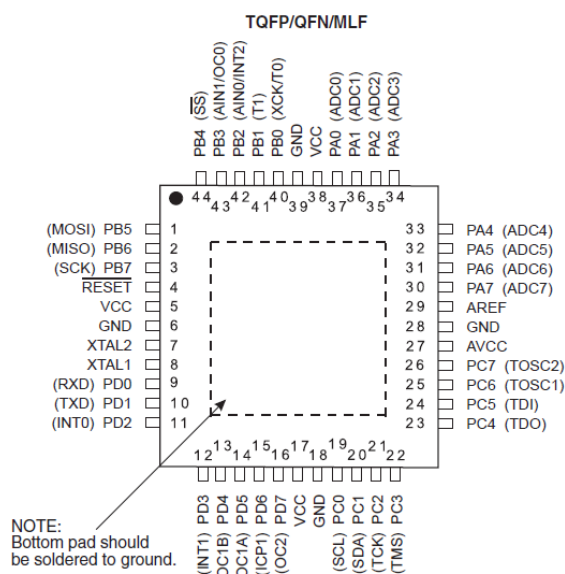 TQFP/QFN/MLF
PB4 (SS)
PB3 (AIN1/OC0)
PB2 (AIN0/INT2)
PB1 (T1)
PB0 (XCK/T0)
GND
VCC
PA0 (ADC0)
PA1 (ADC1)
PA2 (ADC2)
PA3 (ADC3)
44 43 42 41 40 39 38 37 36 35 34
(MOSI) PB5 1
(MISO) PB6 2
(SCK) PB7 3
RESET 4
VCC 5
GND 6
XTAL2 7
XTAL1 8
(RXD) PD0 9
(TXD) PD1 10
(INT0) PD2 11
33 PA4 (ADC4)
32 PA5 (ADC5)
31 PA6 (ADC6)
30 PA7 (ADC7)
29 AREF
28 GND
27 AVCC
26 PC7 (TOSC2)
25 PC6 (TOSC1)
24 PC5 (TDI)
23 PC4 (TDO)
12 13 14 15 16 17 18 19 20 21 22
(INT1) PD3
OC1B) PD4
OC1A) PD5
(ICP1) PD6
(OC2) PD7
VCC
GND
(SCL) PC0
(SDA) PC1
(TCK) PC2
(TMS) PC3
NOTE:
Bottom pad should
be soldered to ground.